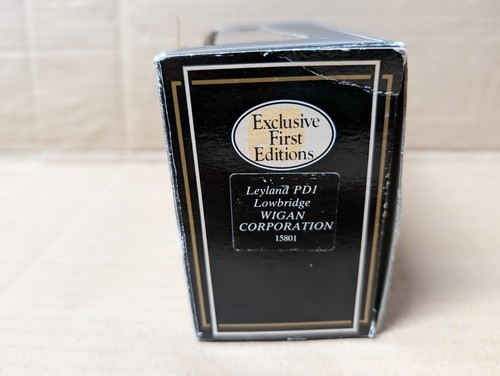 Exclusive
First
Editions
Leyland PD1
Lowbridge
WIGAN
CORPORATION
15801